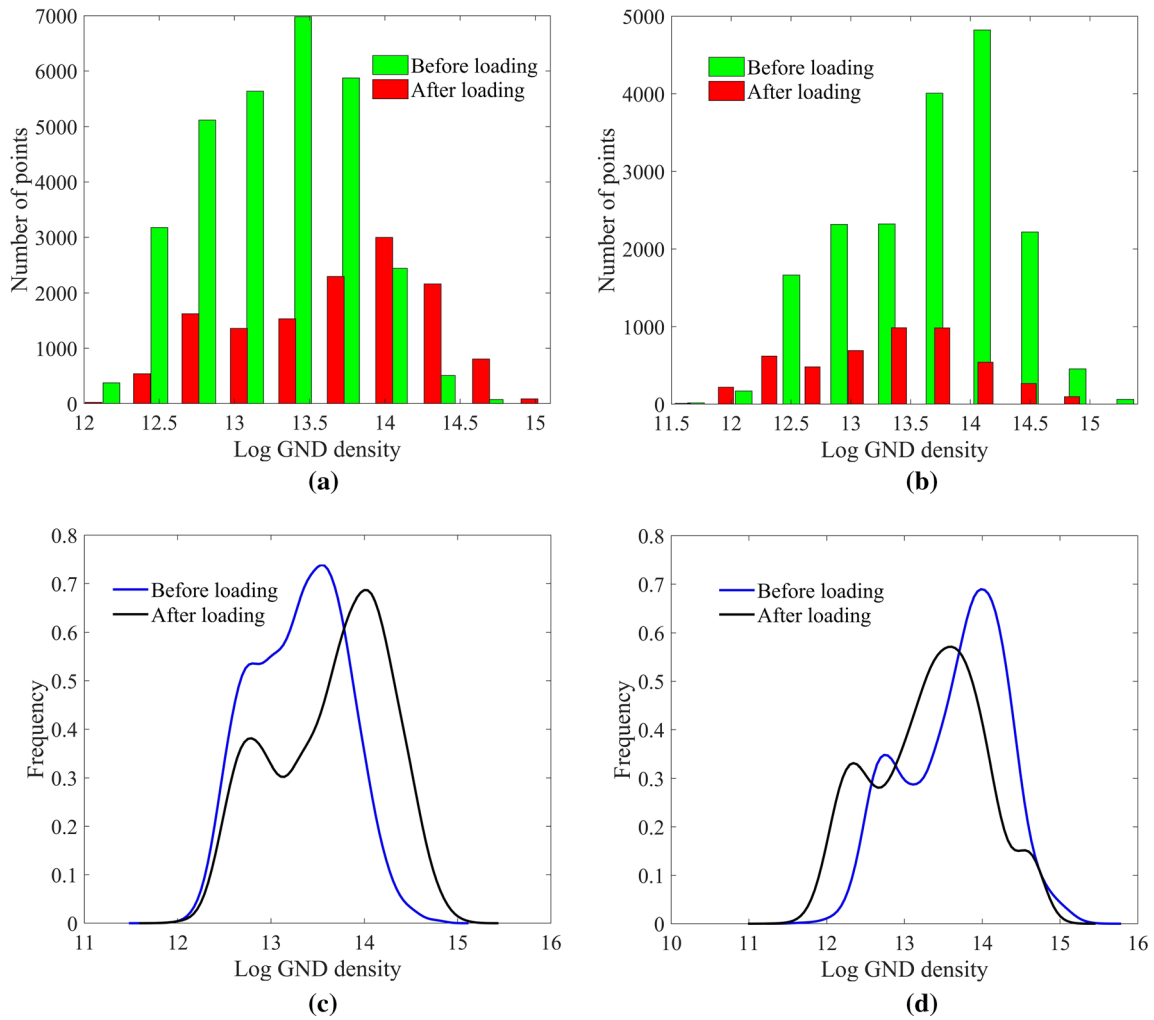 7000
6000
5000
4000
3000
2000
1000
0
Number of points
Before loading
After loading
12 12.5 13 13.5 14 14.5 15
Log GND density
(a)
5000
4000
3000
2000
1000
0
Number of points
Before loading
After loading
11.5 12 12.5 13 13.5 14 14.5 15
Log GND density
(b)
0.8
0.7
0.6
0.5
0.4
0.3
0.2
0.1
0
Frequency
Before loading
After loading
11 12 13 14 15 16
Log GND density
(c)
0.8
0.7
0.6
0.5
0.4
0.3
0.2
0.1
0
Frequency
Before loading
After loading
10 11 12 13 14 15 16
Log GND density
(d)